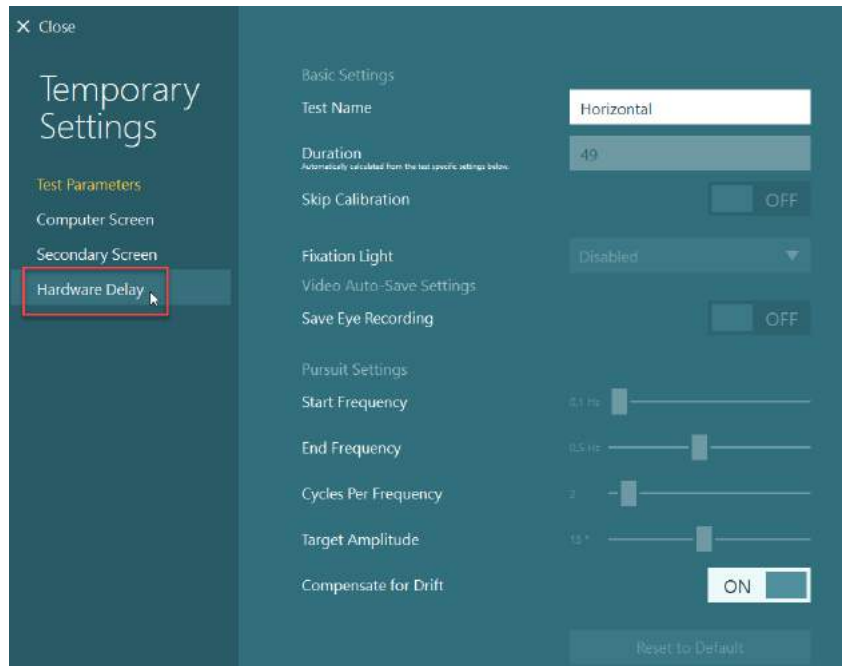 X Close
Temporary
Settings
Test Parameters
Computer Screen
Secondary Screen
Hardware Delay
Basic Settings
Test Name Horizontal
Duration 49
Automatically calculated from the test specific settings below.
Skip Calibration OFF
Fixation Light Disabled
Video Auto-Save Settings
Save Eye Recording OFF
Pursuit Settings
Start Frequency 0,1 Hz
End Frequency 0,5 Hz
Cycles Per Frequency 2
Target Amplitude 15 °
Compensate for Drift ON
Reset to Default